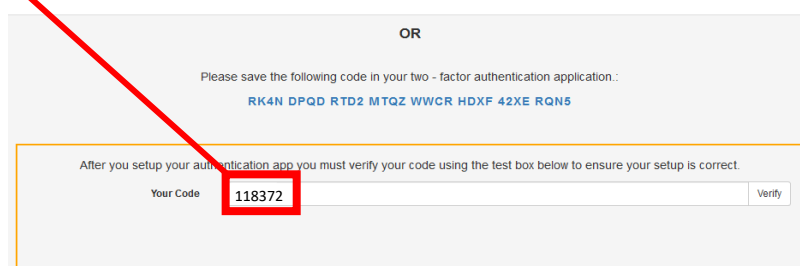 OR
Please save the following code in your two - factor authentication application.:
RK4N DPQD RTD2 MTQZ WWCR HDXF 42XE RQN5
After you setup your authentication app you must verify your code using the test box below to ensure your setup is correct.
Your Code 118372 Verify